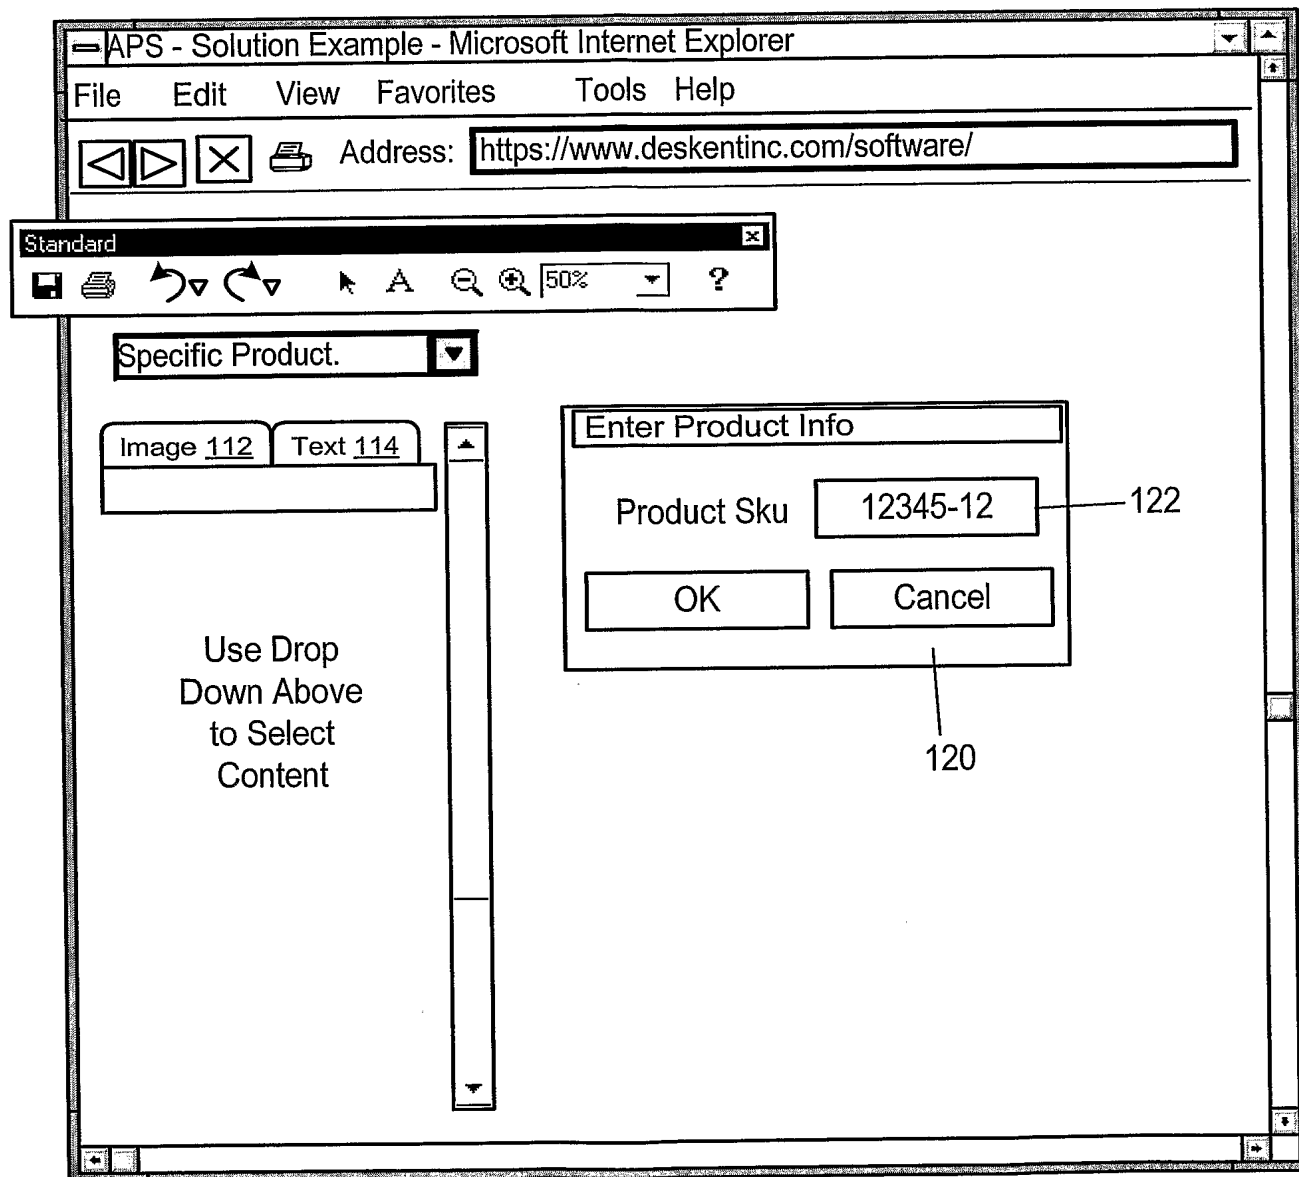 APS - Solution Example - Microsoft Internet Explorer
File Edit View Favorites Tools Help
Address: https://www.deskentinc.com/software/
Standard
A 50% ?
Specific Product.
Image 112 Text 114
Enter Product Info
Product Sku 12345-12 122
OK Cancel
Use Drop
Down Above
to Select
Content
120